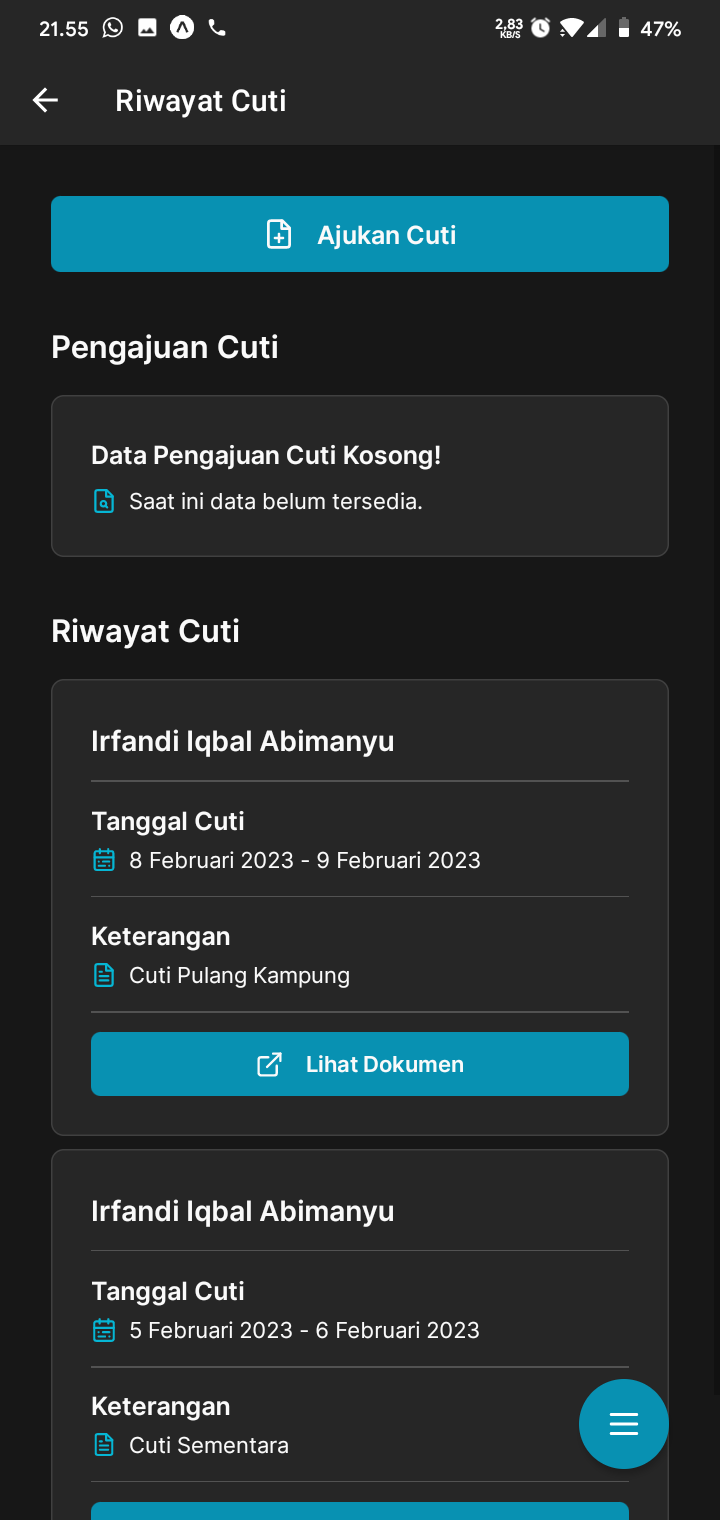 21.55
2,83
KB/S
47%
Riwayat Cuti
Ajukan Cuti
Pengajuan Cuti
Data Pengajuan Cuti Kosong!
Saat ini data belum tersedia.
Riwayat Cuti
Irfandi Iqbal Abimanyu
Tanggal Cuti
8 Februari 2023 - 9 Februari 2023
Keterangan
Cuti Pulang Kampung
Lihat Dokumen
Irfandi Iqbal Abimanyu
Tanggal Cuti
5 Februari 2023 - 6 Februari 2023
Keterangan
Cuti Sementara